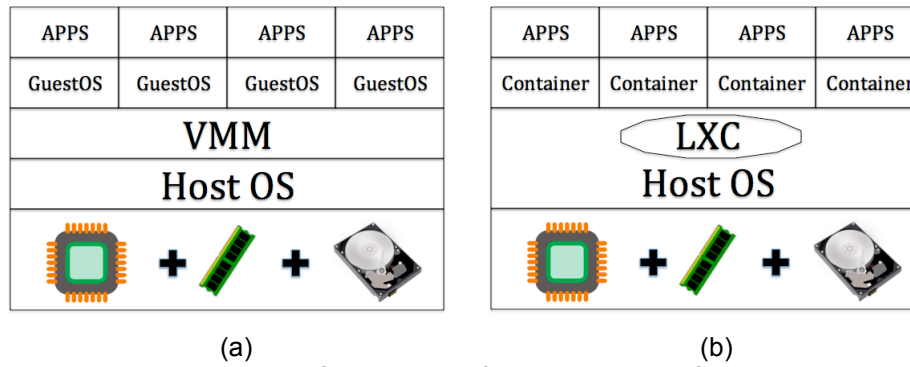 APPS APPS APPS APPS
GuestOS GuestOS GuestOS GuestOS
VMM
Host OS
(a)
APPS APPS APPS APPS
Container Container Container Container
LXC
Host OS
(b)